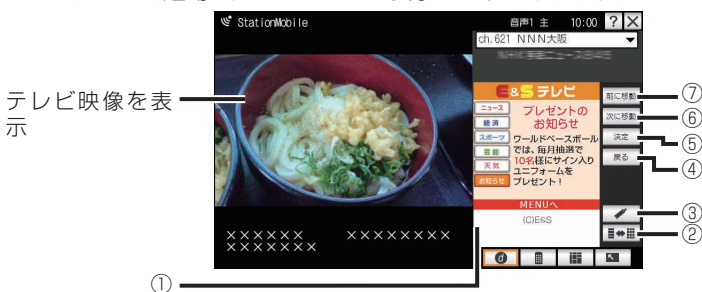 StationMobile
音声1 主
10:00
?
×
ch.621 NNN大阪
テレビ映像を表
示
E&Sテレビ
ニュース
経済
スポーツ
芸能
天気
お知らせ
プレゼントの
お知らせ
ワールドベースボール
では、毎月抽選で
10名様にサイン入り
ユニフォームを
プレゼント!
MENUへ
(C)E&S
前に移動
次に移動
決定
戻る
⑦
⑥
⑤
④
③
②
①
×××××× ××××××××
×××××××
d